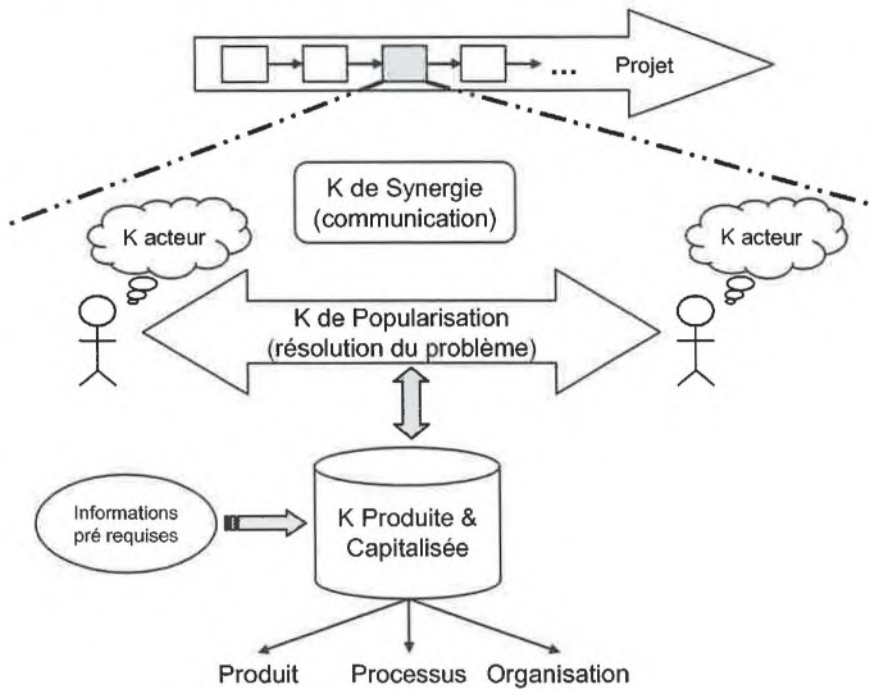 ... Projet
K de Synergie
(communication)
K acteur
K acteur
K de Popularisation
(résolution du problème)
Informations
pré requises
K Produite &
Capitalisée
Produit Processus Organisation